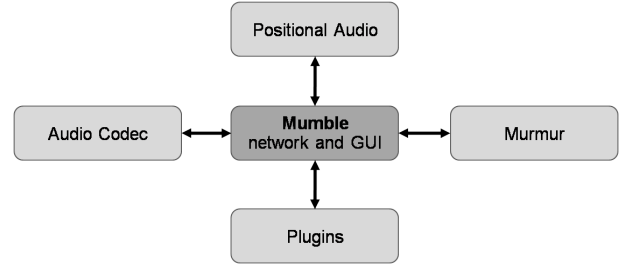 Positional Audio
Audio Codec
Mumble
network and GUI
Murmur
Plugins